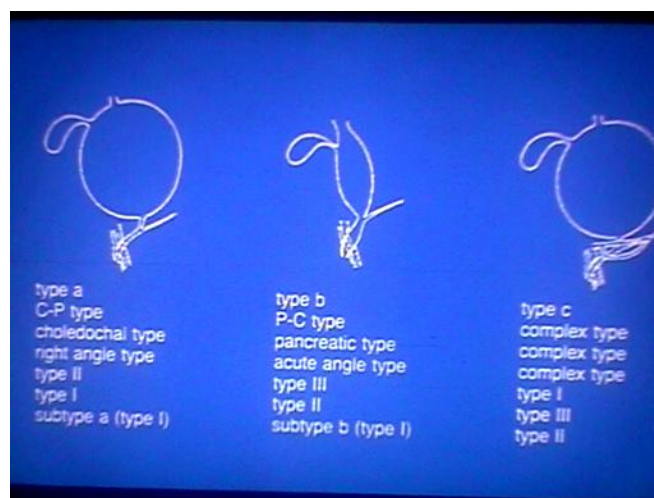 type a
C-P type
choledochal type
right angle type
type II
type I
subtype a (type I)
type b
P-C type
pancreatic type
acute angle type
type III
type II
subtype b (type I)
type c
complex type
complex type
complex type
type I
type III
type II